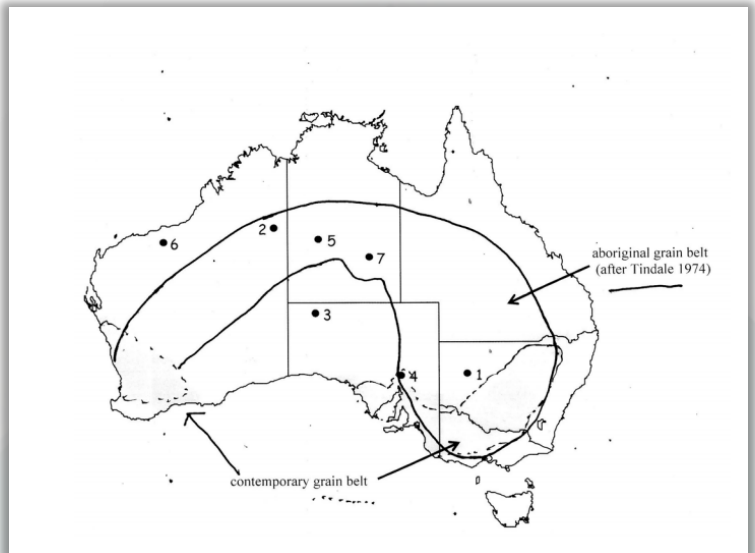 6
2
5
7
aboriginal grain belt
(after Tindale 1974)
3
4
1
contemporary grain belt